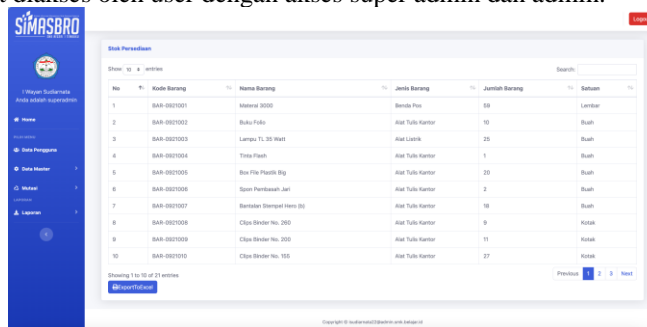 diakses oleh user dengan akses super admin dan admin.
SIMASBRO
I Wayan Sudiarnata
Anda adalah superadmin
Home
Data Pengguna
Data Master
Mutasi
LAPORAN
Laporan
Stok Persediaan
Show 10 entries
Search:
No Kode Barang Nama Barang Jenis Barang Jumlah Barang Satuan
1 BAR-0921001 Materai 3000 Benda Pos 59 Lembar
2 BAR-0921002 Buku Folio Alat Tulis Kantor 10 Buah
3 BAR-0921003 Lampu TL 35 Watt Alat Listrik 25 Buah
4 BAR-0921004 Tinta Flash Alat Tulis Kantor 1 Buah
5 BAR-0921005 Box File Plastik Big Alat Tulis Kantor 20 Buah
6 BAR-0921006 Spon Pembasah Jari Alat Tulis Kantor 2 Buah
7 BAR-0921007 Bantalan Stempel Hero (b) Alat Tulis Kantor 18 Buah
8 BAR-0921008 Clips Binder No. 260 Alat Tulis Kantor 9 Kotak
9 BAR-0921009 Clips Binder No. 200 Alat Tulis Kantor 11 Kotak
10 BAR-0921010 Clips Binder No. 155 Alat Tulis Kantor 27 Kotak
Showing 1 to 10 of 21 entries
Previous 1 2 3 Next
ExportToExcel